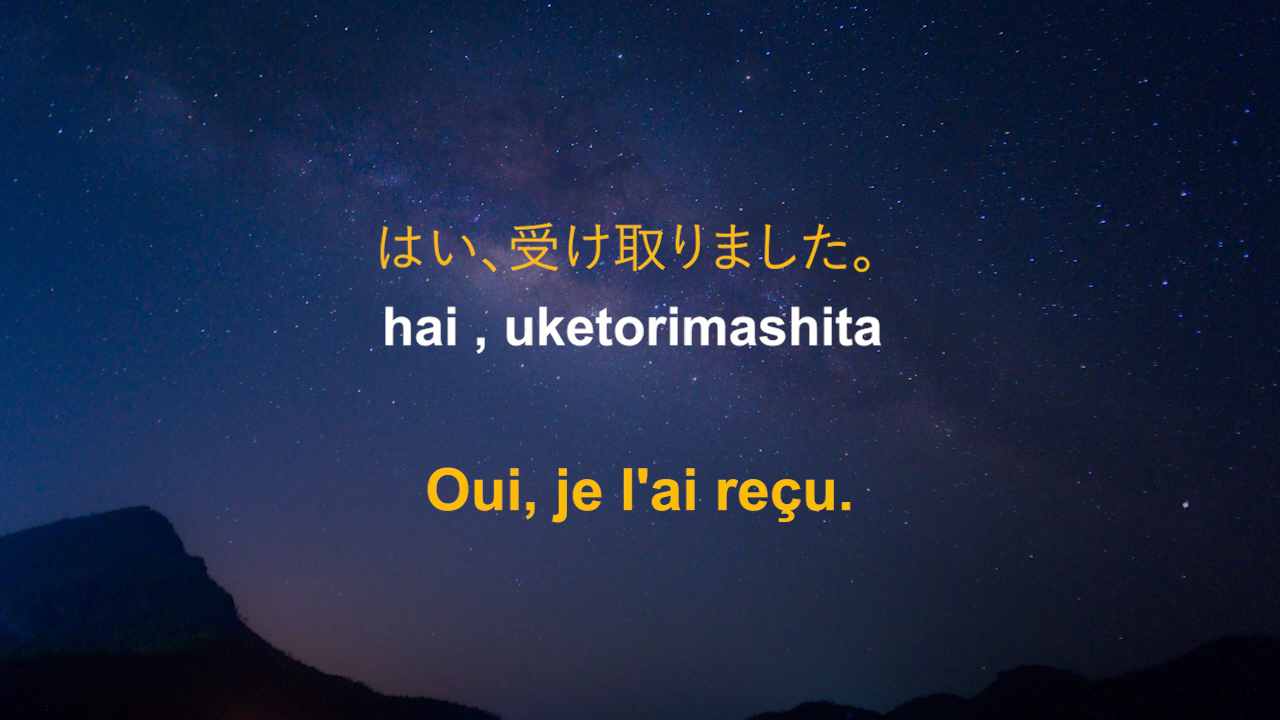 はい、受け取りました。
hai , uketorimashita
Oui, je l'ai reçu.